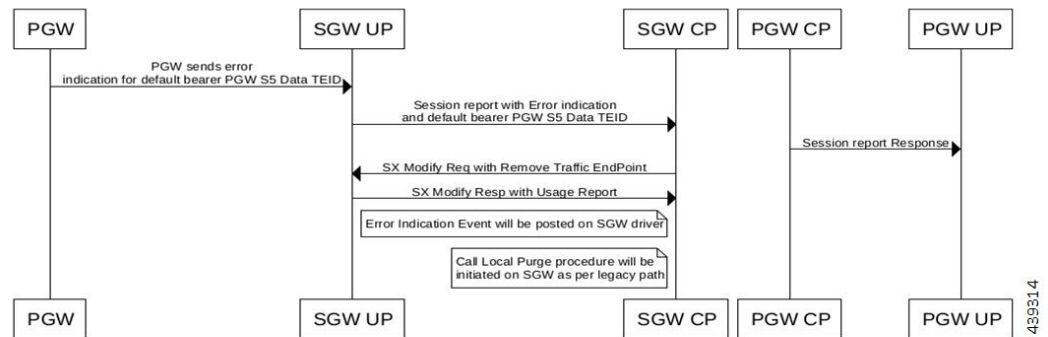 PGW
SGW UP
SGW CP
PGW CP
PGW UP
PGW sends error
indication for default bearer PGW S5 Data TEID
Session report with Error indication
and default bearer PGW S5 Data TEID
Session report Response
SX Modify Req with Remove Traffic EndPoint
SX Modify Resp with Usage Report
Error Indication Event will be posted on SGW driver
Call Local Purge procedure will be
initiated on SGW as per legacy path
PGW
SGW UP
SGW CP
PGW CP
PGW UP
439314